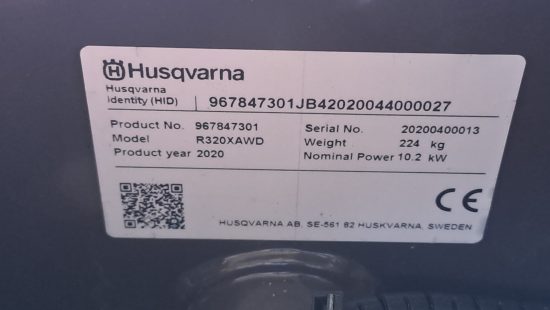 Husqvarna
Husqvarna
Identity (HID) 967847301JB42020044000027
Product No. 967847301 Serial No. 20200400013
Model R320XAWD Weight 224 kg
Product year 2020 Nominal Power 10.2 kW
CE
HUSQVARNA AB, SE-561 82 HUSKVARNA, SWEDEN